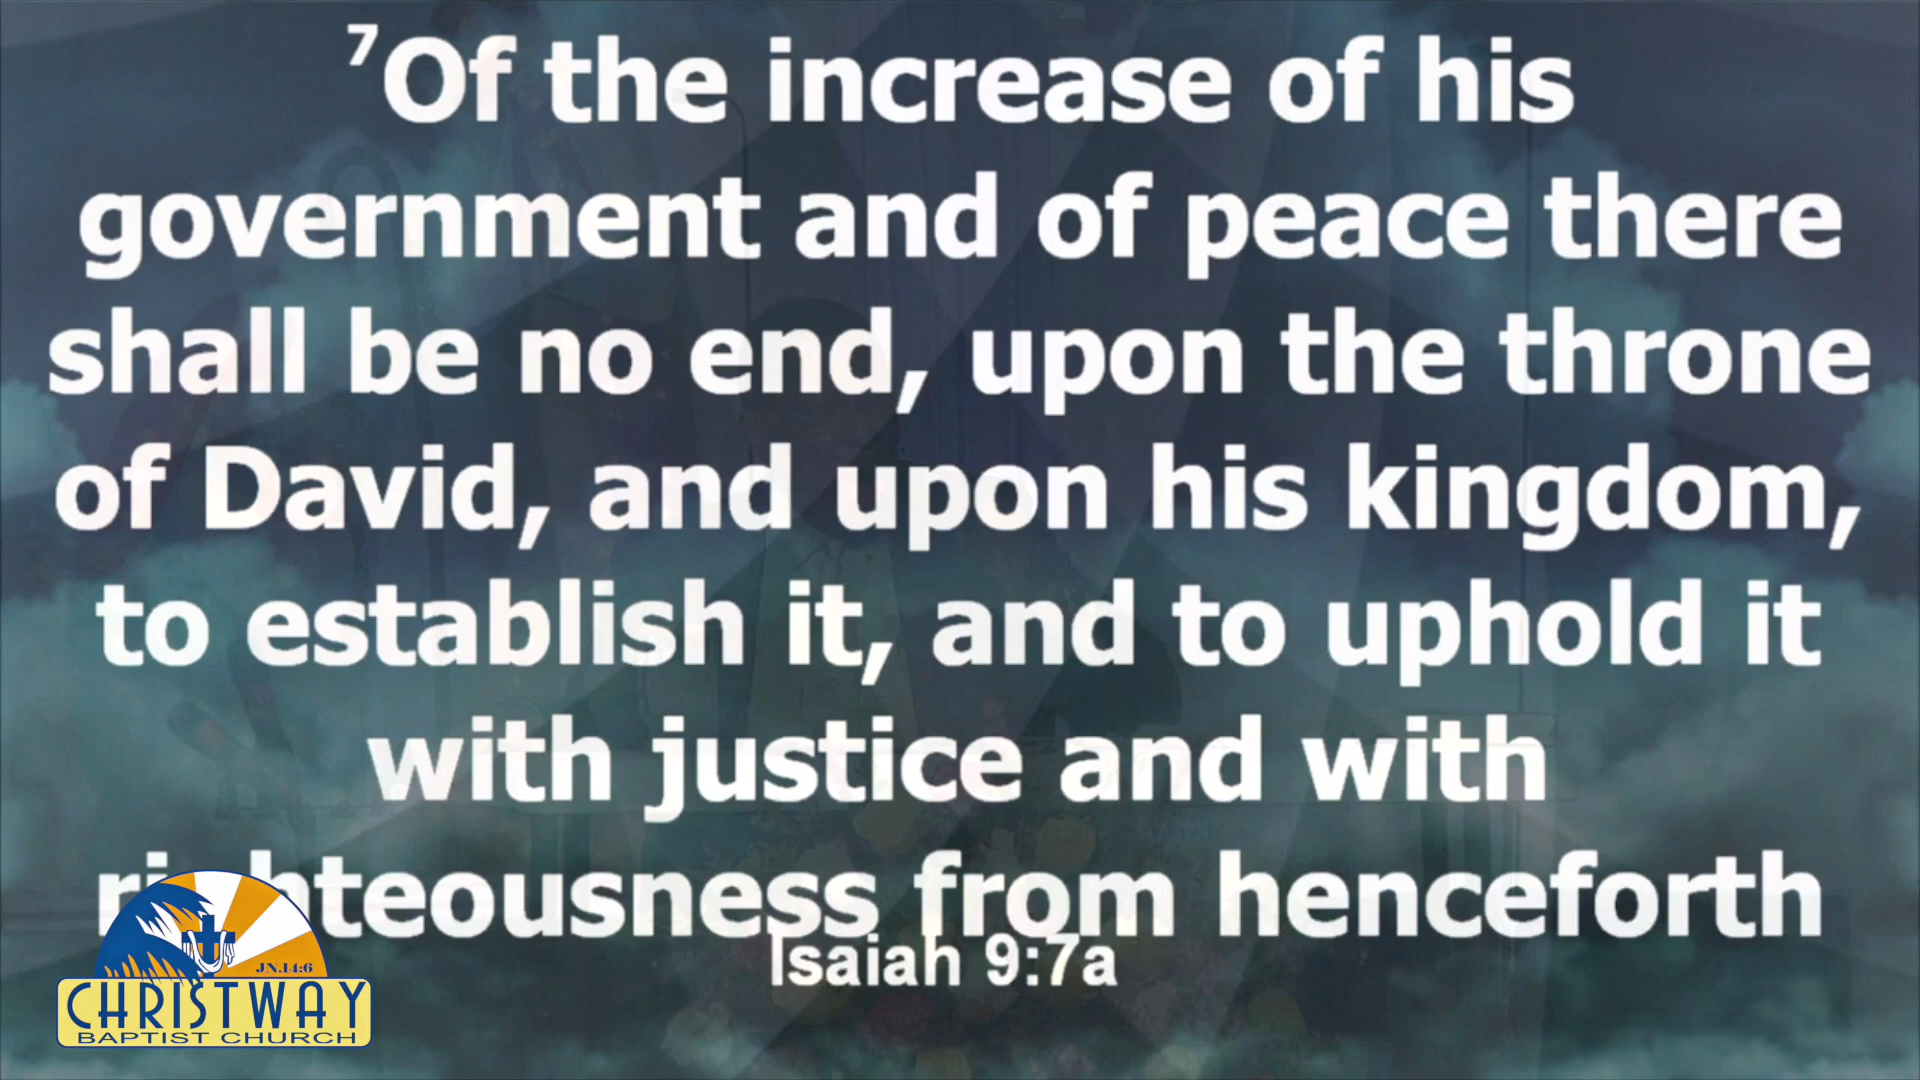 ⁷Of the increase of his
government and of peace there
shall be no end, upon the throne
of David, and upon his kingdom,
to establish it, and to uphold it
with justice and with
righteousness from henceforth
Isaiah 9:7a
JN.14:6
CHRISTWAY
BAPTIST CHURCH